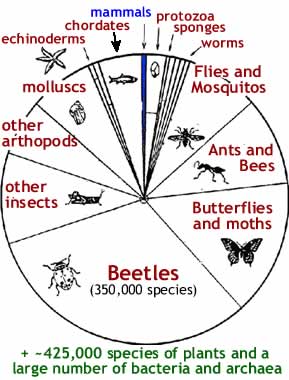 mammals
protozoa
chordates
sponges
echinoderms
worms
Flies and
Mosquitos
molluscs
other
arthopods
Ants and
Bees
other
insects
Butterflies
and moths
Beetles
(350,000 species)
+ ~425,000 species of plants and a
large number of bacteria and archaea